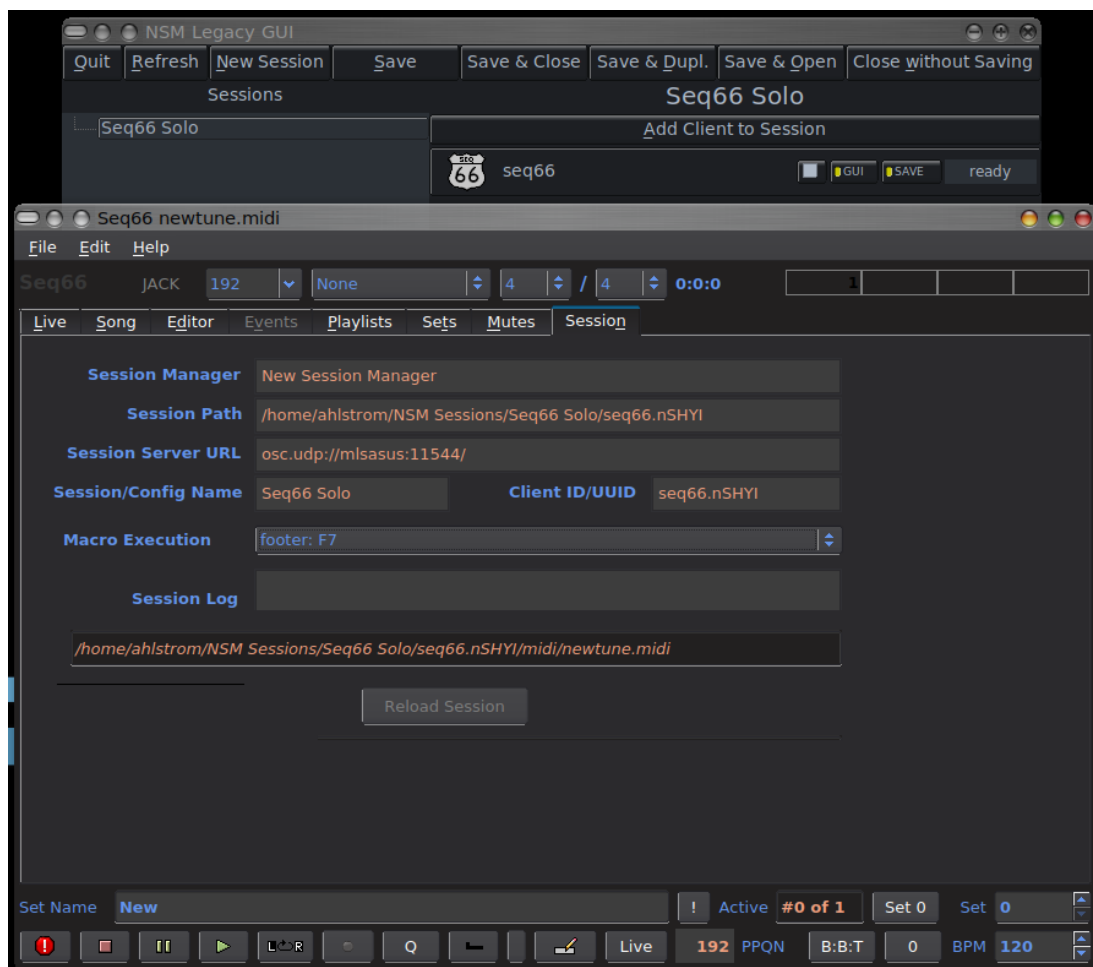 NSM Legacy GUI
Quit Refresh New Session Save Save & Close Save & Dupl. Save & Open Close without Saving
Sessions Seq66 Solo
Seq66 Solo Add Client to Session
SEQ 66 seq66 GUI SAVE ready
Seq66 newtune.midi
File Edit Help
Seq66 JACK 192 None 4 / 4 0:0:0 1
Live Song Editor Events Playlists Sets Mutes Session
Session Manager New Session Manager
Session Path /home/ahlstrom/NSM Sessions/Seq66 Solo/seq66.nSHYI
Session Server URL osc.udp://mlsasus:11544/
Session/Config Name Seq66 Solo Client ID/UUID seq66.nSHYI
Macro Execution footer: F7
Session Log
/home/ahlstrom/NSM Sessions/Seq66 Solo/seq66.nSHYI/midi/newtune.midi
Reload Session
Set Name New ! Active #0 of 1 Set 0 Set 0
! L R Q Live 192 PPQN B:B:T 0 BPM 120